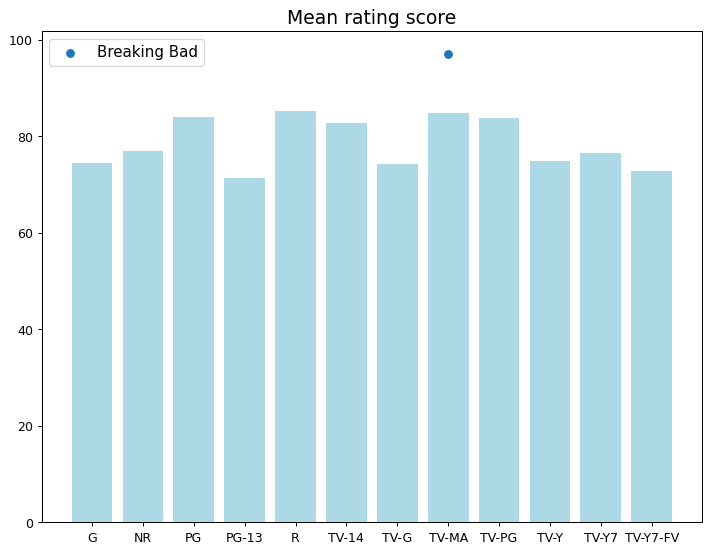 Mean rating score
Breaking Bad
100
80
60
40
20
0
G NR PG PG-13 R TV-14 TV-G TV-MA TV-PG TV-Y TV-Y7 TV-Y7-FV